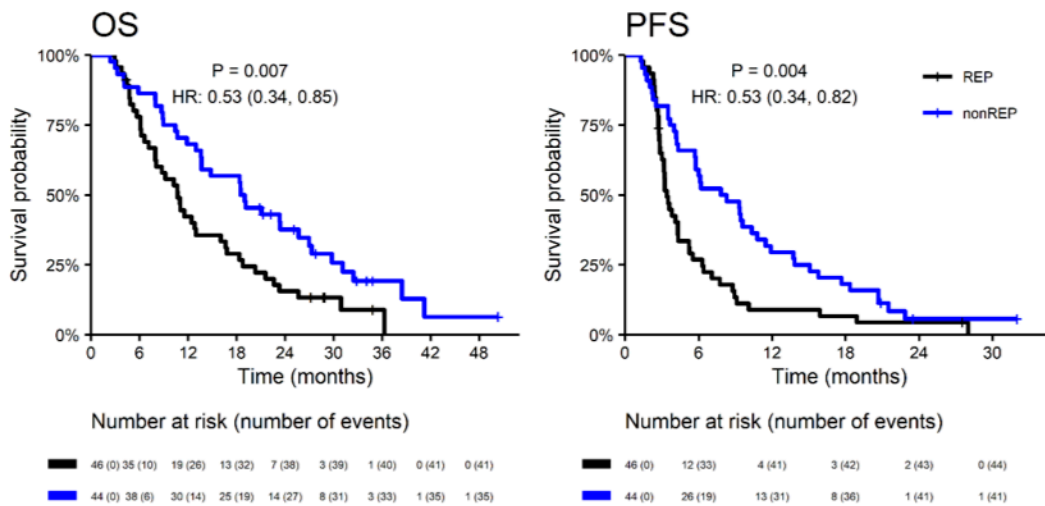 OS
P = 0.007
HR: 0.53 (0.34, 0.85)
Survival probability
100%
75%
50%
25%
0%
0 6 12 18 24 30 36 42 48
Time (months)
Number at risk (number of events)
46 (0) 35 (10) 19 (26) 13 (32) 7 (38) 3 (39) 1 (40) 0 (41) 0 (41)
44 (0) 38 (6) 30 (14) 25 (19) 14 (27) 8 (31) 3 (33) 1 (35) 1 (35)
PFS
P = 0.004
HR: 0.53 (0.34, 0.82)
REP
nonREP
Survival probability
100%
75%
50%
25%
0%
0 6 12 18 24 30
Time (months)
Number at risk (number of events)
46 (0) 12 (33) 4 (41) 3 (42) 2 (43) 0 (44)
44 (0) 26 (19) 13 (31) 8 (36) 1 (41) 1 (41)